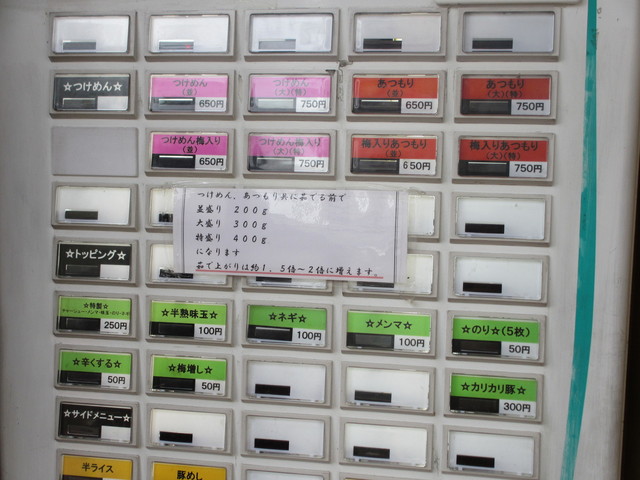 ☆つけめん☆
つけめん
(並)
650円
つけめん
(大)(特)
750円
あつもり
(並)
650円
あつもり
(大)(特)
750円
つけめん梅入り
(並)
650円
つけめん梅入り
(大)(特)
750円
梅入りあつもり
(並)
650円
梅入りあつもり
(大)(特)
750円
つけめん、あつもり共に茹でる前で
並盛り 200g
大盛り 300g
特盛り 400g
になります
茹で上がりは約1.5倍～2倍に増えます。
☆トッピング☆
☆特製☆
250円
☆半熟味玉☆
100円
☆ネギ☆
100円
☆メンマ☆
100円
☆のり☆(5枚)
50円
☆辛くする☆
50円
☆梅増し☆
50円
☆カリカリ豚☆
300円
☆サイドメニュー☆
半ライス
豚めし